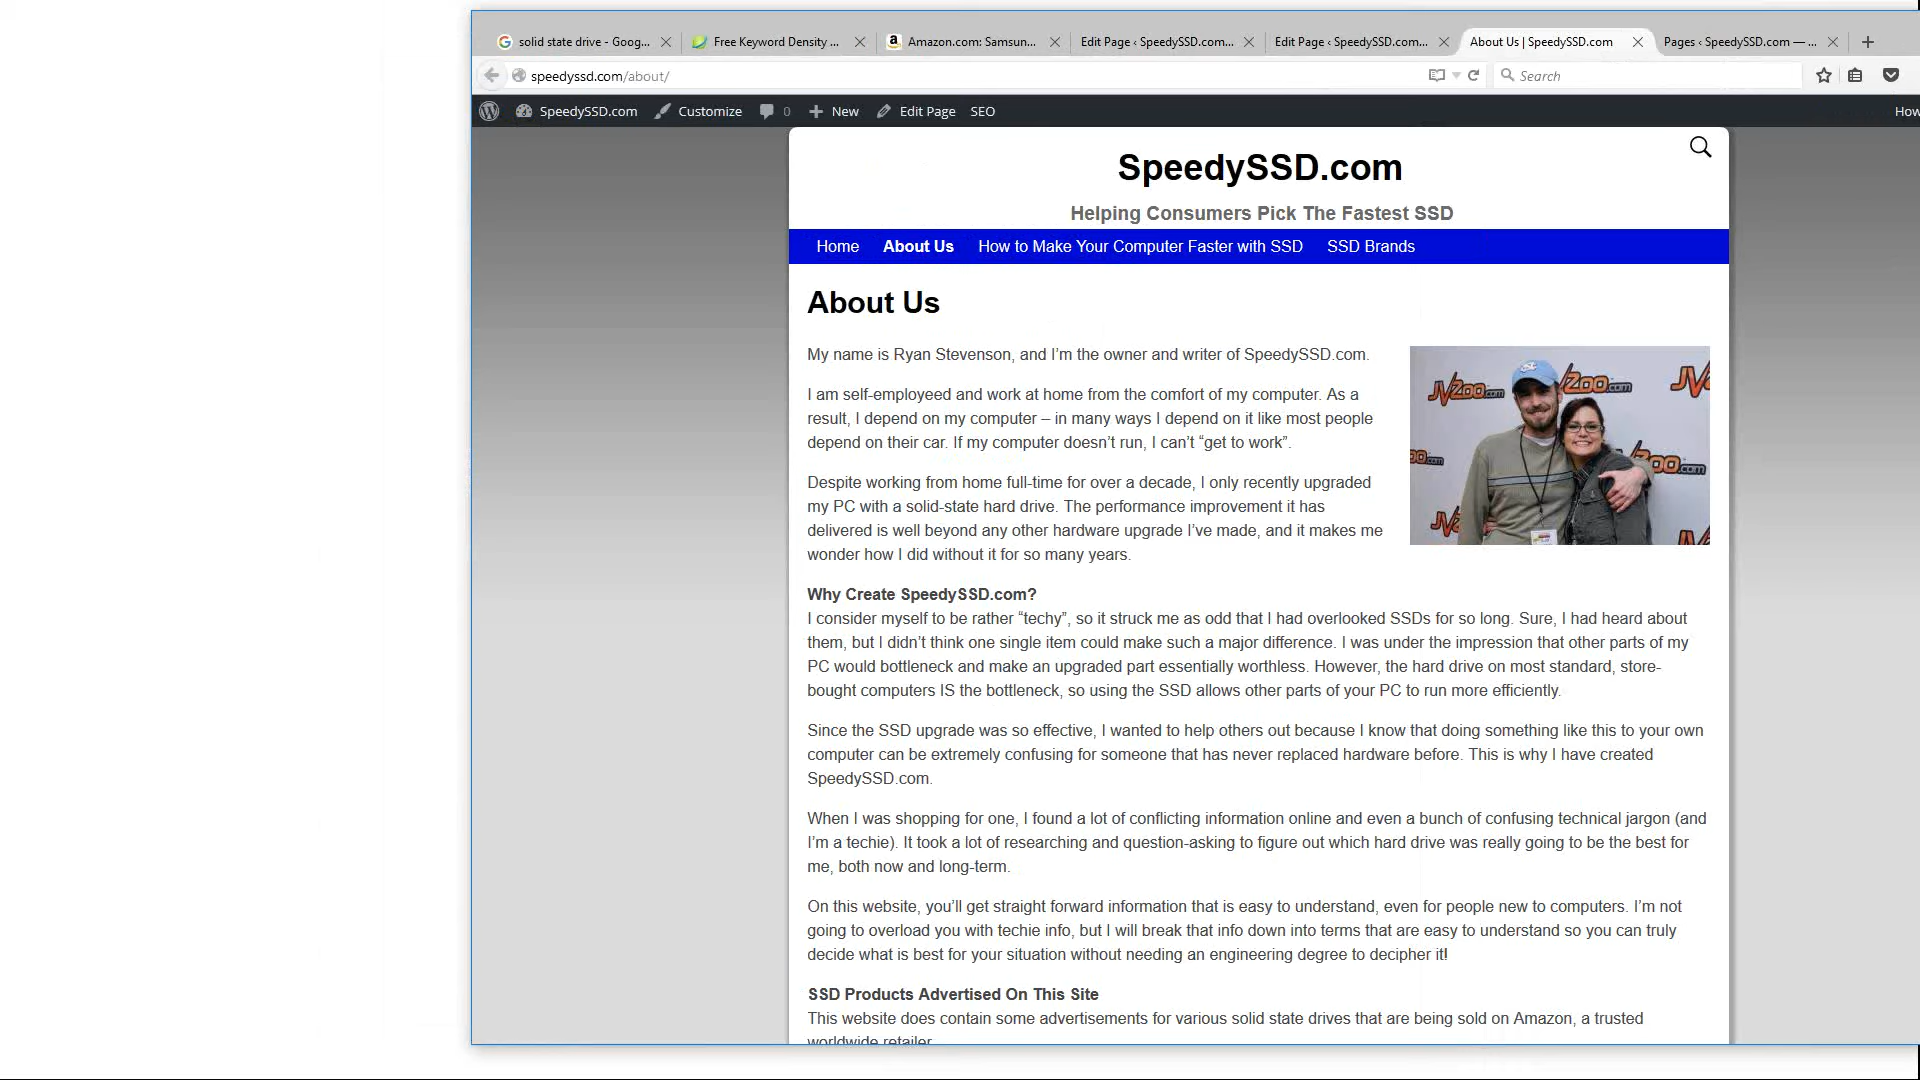 solid state drive - Goog...
Free Keyword Density ...
Amazon.com: Samsun...
Edit Page ‹ SpeedySSD.com...
Edit Page ‹ SpeedySSD.com...
About Us | SpeedySSD.com
Pages ‹ SpeedySSD.com — ...
speedyssd.com/about/
Search
SpeedySSD.com
Customize
0
New
Edit Page
SEO
How
SpeedySSD.com
Helping Consumers Pick The Fastest SSD
Home
About Us
How to Make Your Computer Faster with SSD
SSD Brands
About Us
My name is Ryan Stevenson, and I’m the owner and writer of SpeedySSD.com.
I am self-employeed and work at home from the comfort of my computer. As a
result, I depend on my computer – in many ways I depend on it like most people
depend on their car. If my computer doesn’t run, I can’t “get to work”.
Despite working from home full-time for over a decade, I only recently upgraded
my PC with a solid-state hard drive. The performance improvement it has
delivered is well beyond any other hardware upgrade I’ve made, and it makes me
wonder how I did without it for so many years.
JVZoo.com
Zoo.com
JV
oo.com
Zoo.com
Why Create SpeedySSD.com?
I consider myself to be rather “techy”, so it struck me as odd that I had overlooked SSDs for so long. Sure, I had heard about
them, but I didn’t think one single item could make such a major difference. I was under the impression that other parts of my
PC would bottleneck and make an upgraded part essentially worthless. However, the hard drive on most standard, store-
bought computers IS the bottleneck, so using the SSD allows other parts of your PC to run more efficiently.
Since the SSD upgrade was so effective, I wanted to help others out because I know that doing something like this to your own
computer can be extremely confusing for someone that has never replaced hardware before. This is why I have created
SpeedySSD.com.
When I was shopping for one, I found a lot of conflicting information online and even a bunch of confusing technical jargon (and
I’m a techie). It took a lot of researching and question-asking to figure out which hard drive was really going to be the best for
me, both now and long-term.
On this website, you’ll get straight forward information that is easy to understand, even for people new to computers. I’m not
going to overload you with techie info, but I will break that info down into terms that are easy to understand so you can truly
decide what is best for your situation without needing an engineering degree to decipher it!
SSD Products Advertised On This Site
This website does contain some advertisements for various solid state drives that are being sold on Amazon, a trusted
worldwide retailer.